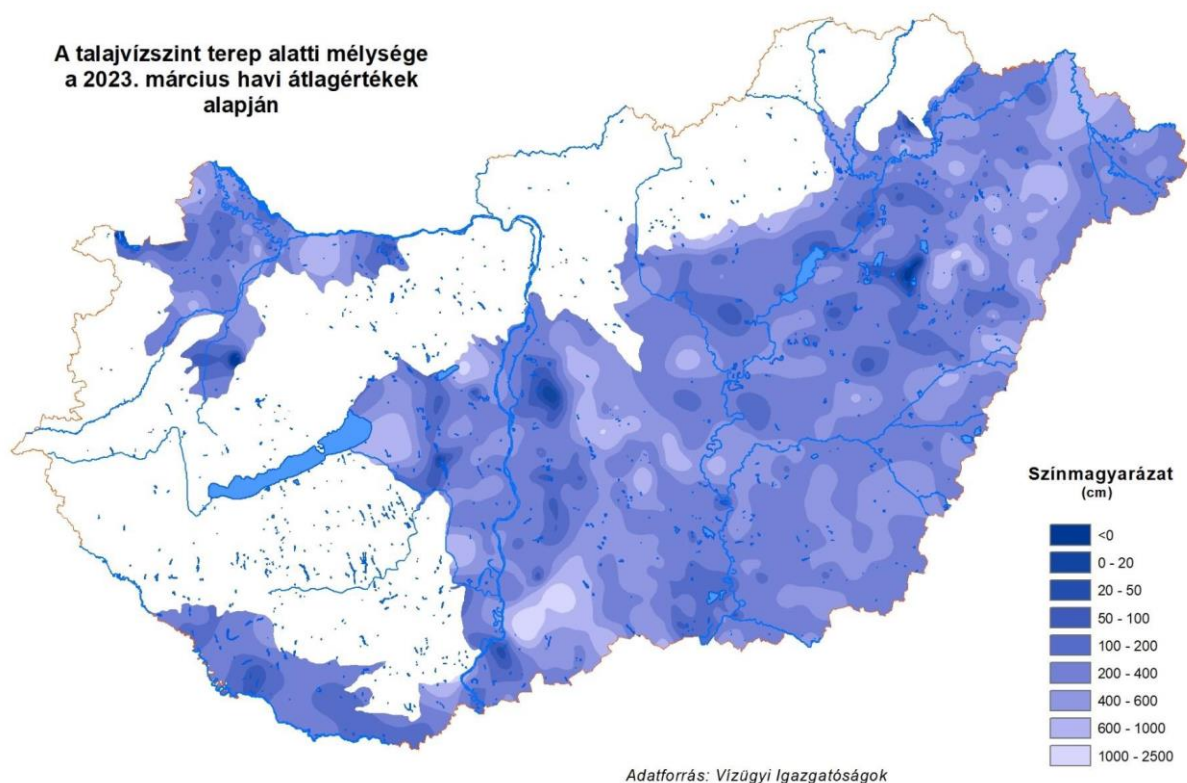 A talajvízszint terep alatti mélysége
a 2023. március havi átlagértékek
alapján
Színmagyarázat
(cm)
<0
0 - 20
20 - 50
50 - 100
100 - 200
200 - 400
400 - 600
600 - 1000
1000 - 2500
Adatforrás: Vízügyi Igazgatóságok